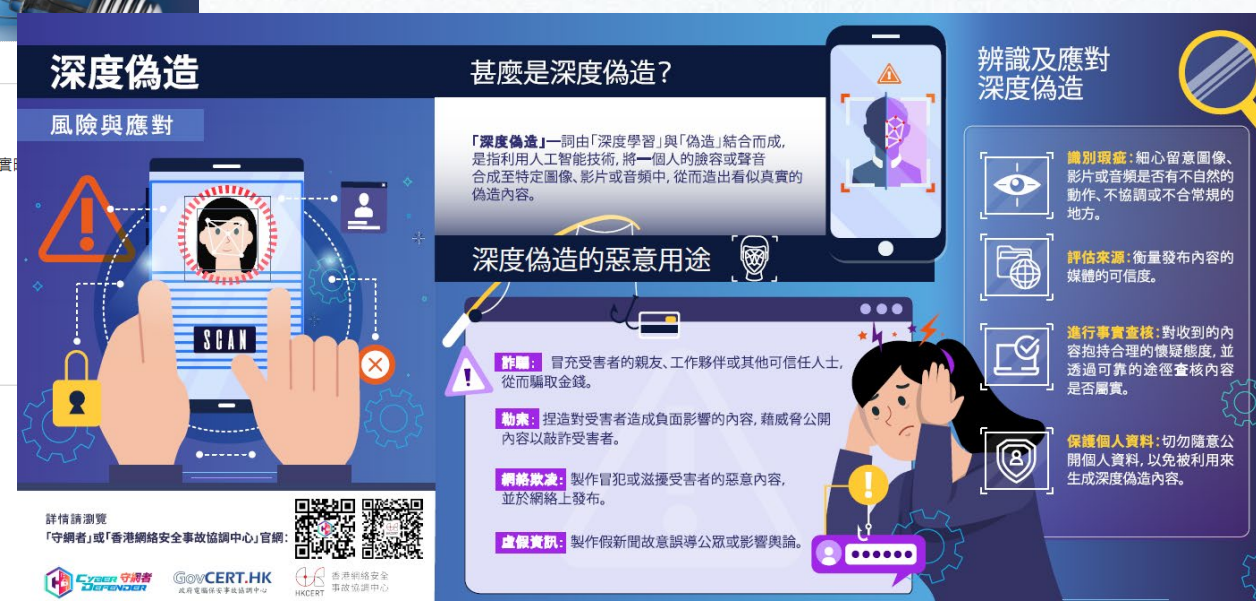 深度偽造
風險與應對
SCAN
詳情請瀏覽
「守網者」或「香港網絡安全事故協調中心」官網:
CYBER 守網者
DEFENDER
GovCERT.HK
政府電腦保安事故協調中心
HKCERT
香港網絡安全
事故協調中心
甚麼是深度偽造?
「深度偽造」一詞由「深度學習」與「偽造」結合而成,
是指利用人工智能技術, 將一個人的臉容或聲音
合成至特定圖像、影片或音頻中, 從而造出看似真實的
偽造內容。
深度偽造的惡意用途
詐騙: 冒充受害者的親友、工作夥伴或其他可信任人士,
從而騙取金錢。
勒索: 捏造對受害者造成負面影響的內容, 藉威脅公開
內容以敲詐受害者。
網絡欺凌: 製作冒犯或滋擾受害者的惡意內容,
並於網絡上發布。
虛假資訊: 製作假新聞故意誤導公眾或影響輿論。
辨識及應對
深度偽造
識別瑕疵:細心留意圖像、
影片或音頻是否有不自然的
動作、不協調或不合常規的
地方。
評估來源:衡量發布內容的
媒體的可信度。
進行事實查核:對收到的內
容抱持合理的懷疑態度, 並
透過可靠的途徑查核內容
是否屬實。
保護個人資料:切勿隨意公
開個人資料, 以免被利用來
生成深度偽造內容。
實